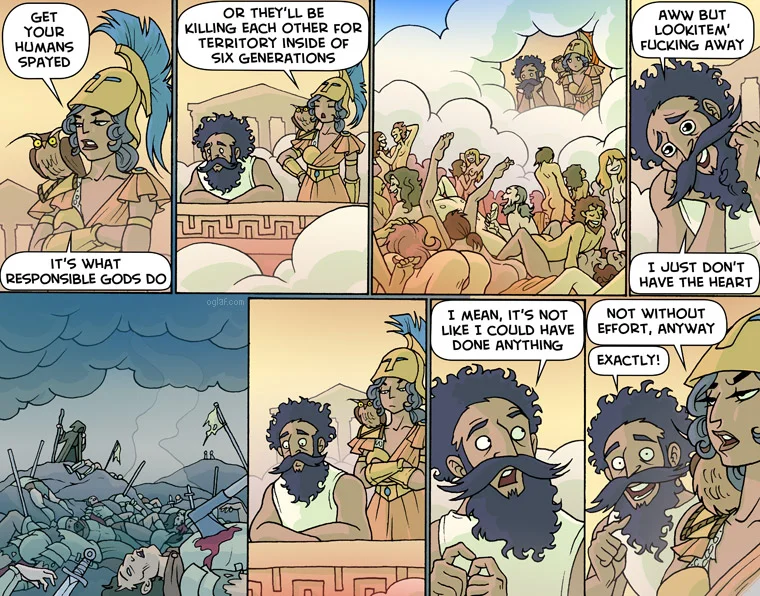 GET
YOUR
HUMANS
SPAYED
IT'S WHAT
RESPONSIBLE GODS DO
OR THEY'LL BE
KILLING EACH OTHER FOR
TERRITORY INSIDE OF
SIX GENERATIONS
AWW BUT
LOOKITEM'
FUCKING AWAY
I JUST DON'T
HAVE THE HEART
oglaf.com
I MEAN, IT'S NOT
LIKE I COULD HAVE
DONE ANYTHING
NOT WITHOUT
EFFORT, ANYWAY
EXACTLY!